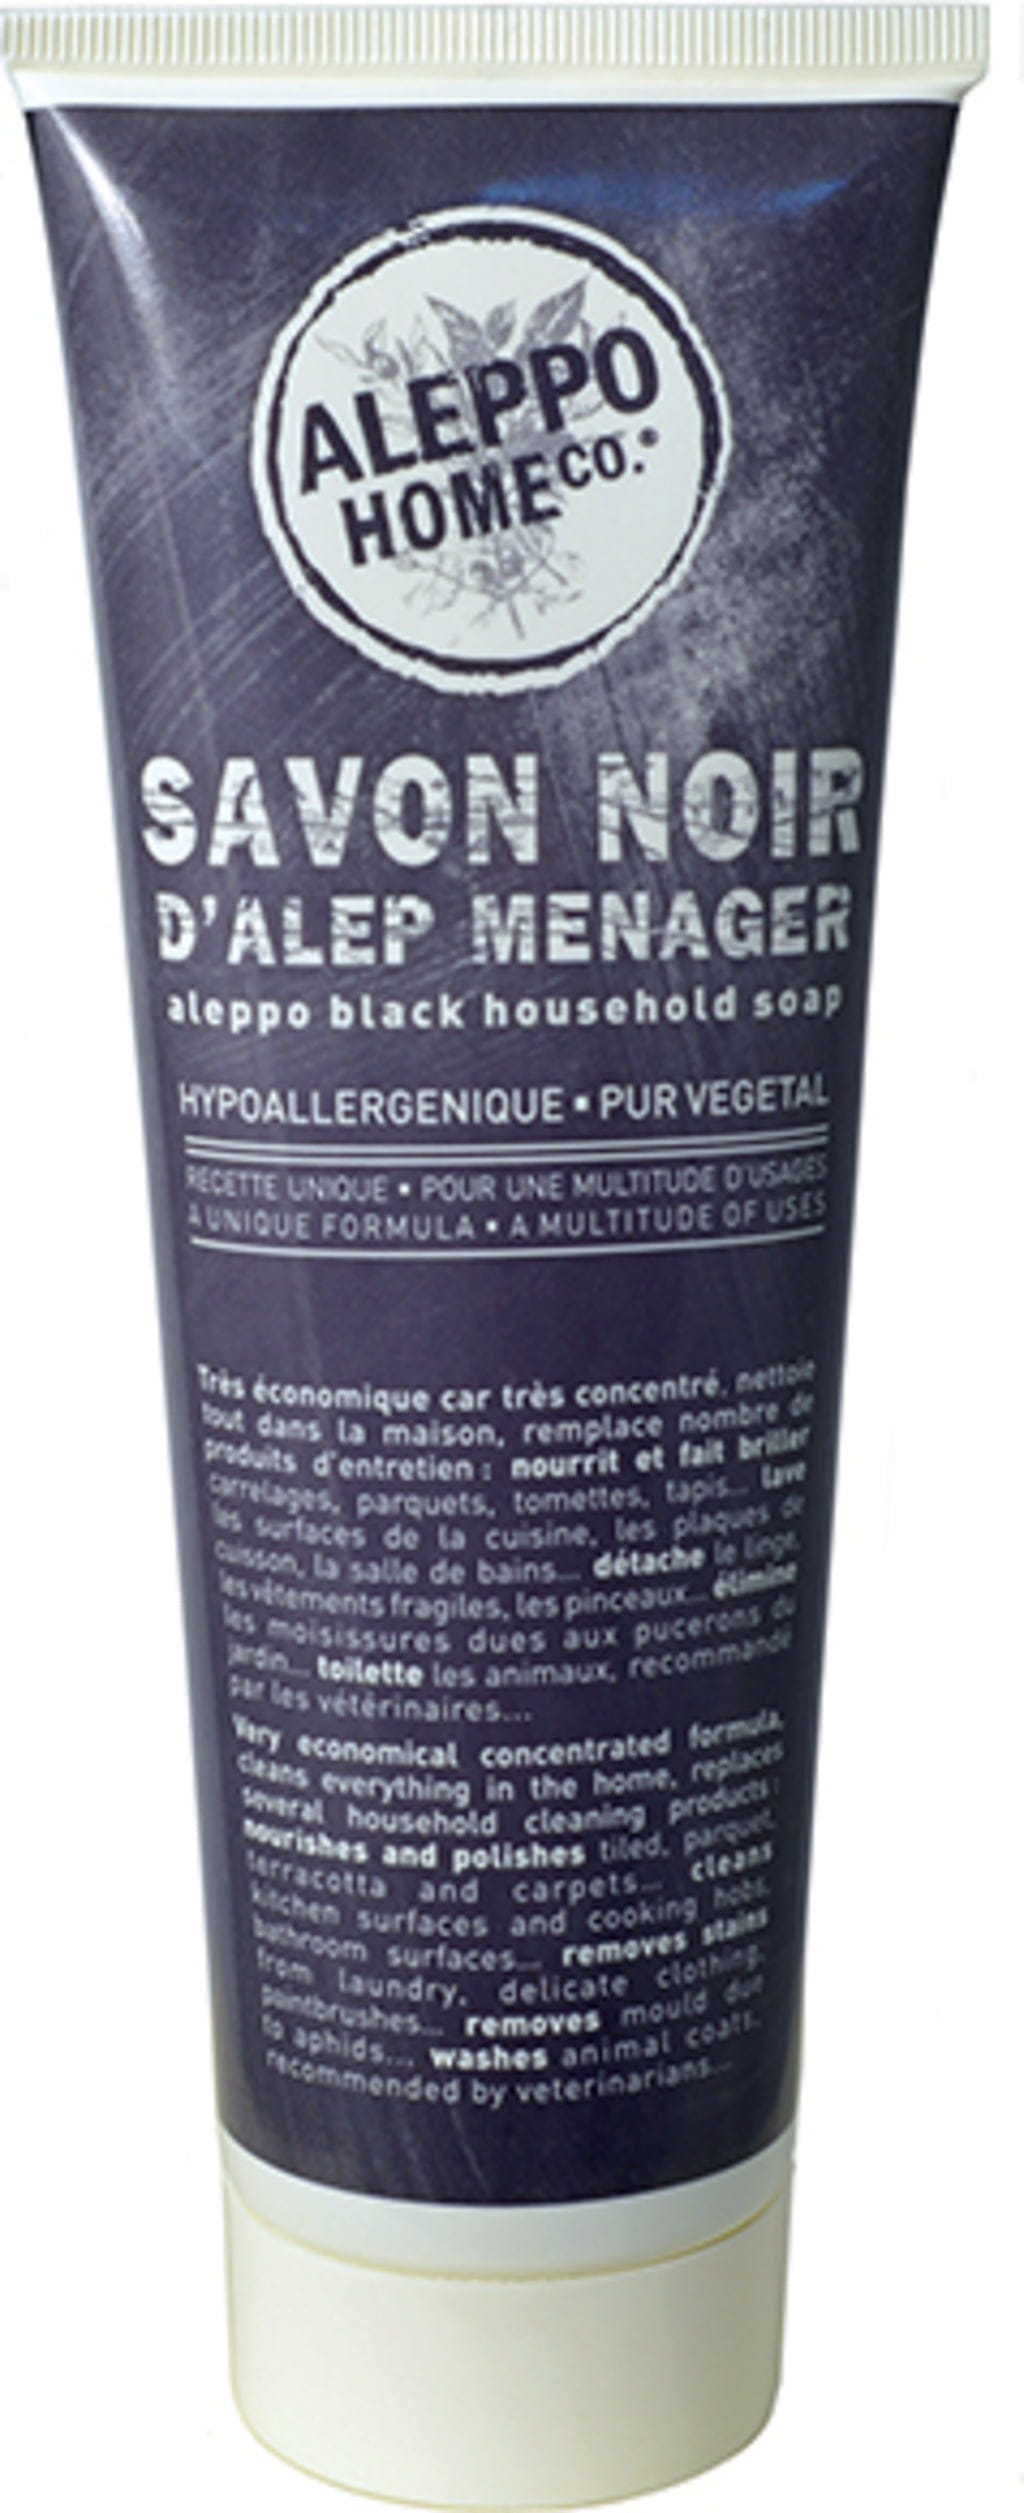 ALEPPO
HOME CO.®
SAVON NOIR
D'ALEP MENAGER
aleppo black household soap
HYPOALLERGENIQUE ▪ PUR VEGETAL
RECETTE UNIQUE ▪ POUR UNE MULTITUDE D'USAGES
A UNIQUE FORMULA ▪ A MULTITUDE OF USES
Très économique car très concentré, nettoie
tout dans la maison, remplace nombre de
produits d'entretien : nourrit et fait briller
carrelages, parquets, tomettes, tapis... lave
les surfaces de la cuisine, les plaques de
cuisson, la salle de bains... détache le linge,
les vêtements fragiles, les pinceaux... élimine
les moisissures dues aux pucerons du
jardin... toilette les animaux, recommandé
par les vétérinaires...
Very economical concentrated formula,
cleans everything in the home, replaces
several household cleaning products :
nourishes and polishes tiled, parquet,
terracotta and carpets... cleans
kitchen surfaces and cooking hobs,
bathroom surfaces... removes stains
from laundry, delicate clothing,
paintbrushes... removes mould due
to aphids... washes animal coats,
recommended by veterinarians...